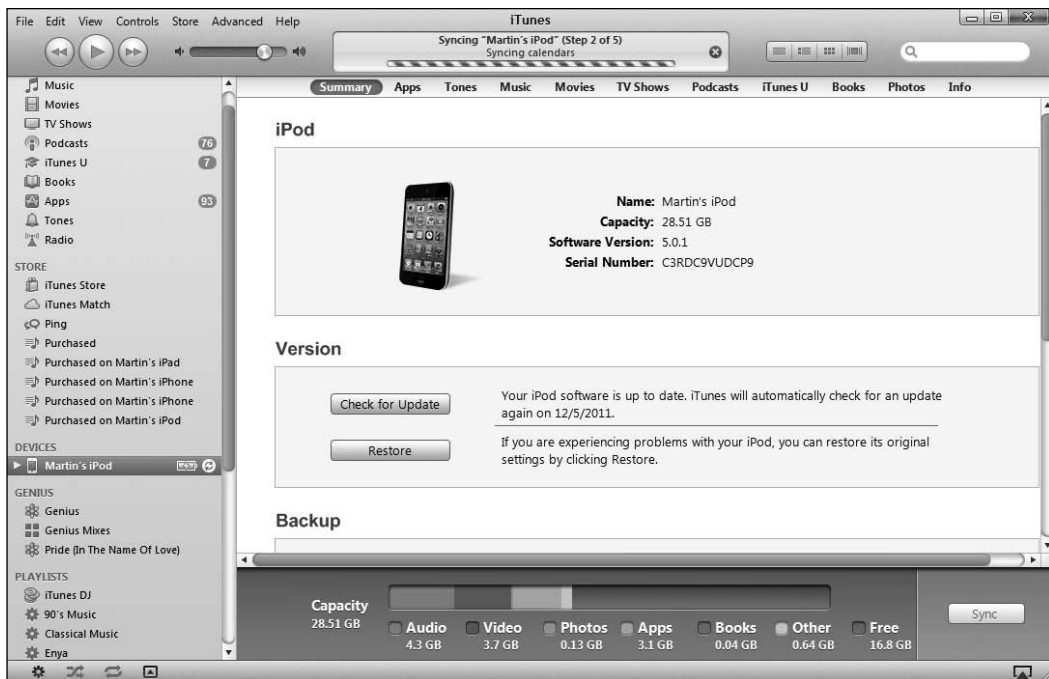 File Edit View Controls Store Advanced Help
iTunes
Syncing "Martin's iPod" (Step 2 of 5)
Syncing calendars
Music
Movies
TV Shows
Podcasts 76
iTunes U 7
Books
Apps 93
Tones
Radio
STORE
iTunes Store
iTunes Match
Ping
Purchased
Purchased on Martin's iPad
Purchased on Martin's iPhone
Purchased on Martin's iPhone
Purchased on Martin's iPod
DEVICES
Martin's iPod
GENIUS
Genius
Genius Mixes
Pride (In The Name Of Love)
PLAYLISTS
iTunes DJ
90's Music
Classical Music
Enya
Summary Apps Tones Music Movies TV Shows Podcasts iTunes U Books Photos Info
iPod
Name: Martin's iPod
Capacity: 28.51 GB
Software Version: 5.0.1
Serial Number: C3RDC9VUDCP9
Version
Check for Update
Your iPod software is up to date. iTunes will automatically check for an update
again on 12/5/2011.
Restore
If you are experiencing problems with your iPod, you can restore its original
settings by clicking Restore.
Backup
Capacity
28.51 GB
Audio Video Photos Apps Books Other Free
4.3 GB 3.7 GB 0.13 GB 3.1 GB 0.04 GB 0.64 GB 16.8 GB
Sync